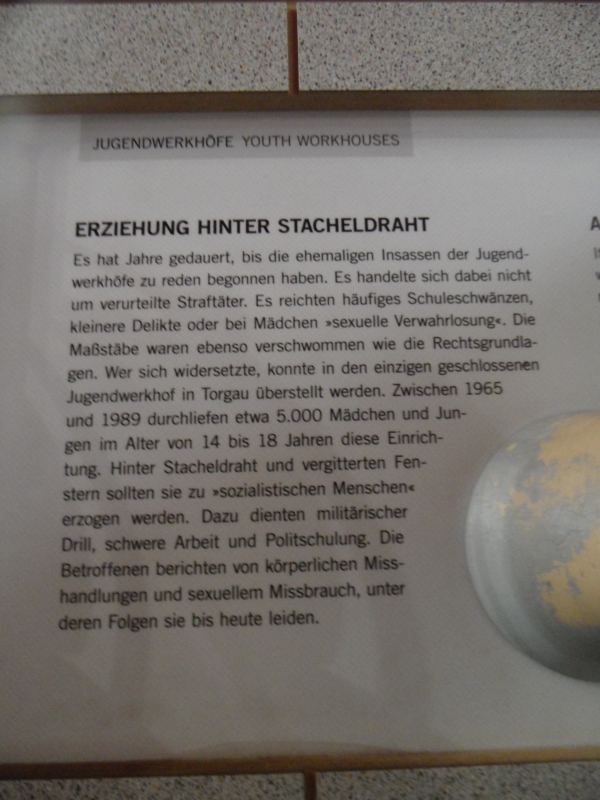 JUGENDWERKHÖFE YOUTH WORKHOUSES
ERZIEHUNG HINTER STACHELDRAHT
Es hat Jahre gedauert, bis die ehemaligen Insassen der Jugend-
werkhöfe zu reden begonnen haben. Es handelte sich dabei nicht
um verurteilte Straftäter. Es reichten häufiges Schuleschwänzen,
kleinere Delikte oder bei Mädchen »sexuelle Verwahrlosung«. Die
Maßstäbe waren ebenso verschwommen wie die Rechtsgrundla-
gen. Wer sich widersetzte, konnte in den einzigen geschlossenen
Jugendwerkhof in Torgau überstellt werden. Zwischen 1965
und 1989 durchliefen etwa 5.000 Mädchen und Jun-
gen im Alter von 14 bis 18 Jahren diese Einrich-
tung. Hinter Stacheldraht und vergitterten Fen-
stern sollten sie zu »sozialistischen Menschen«
erzogen werden. Dazu dienten militärischer
Drill, schwere Arbeit und Politschulung. Die
Betroffenen berichten von körperlichen Miss-
handlungen und sexuellem Missbrauch, unter
deren Folgen sie bis heute leiden.